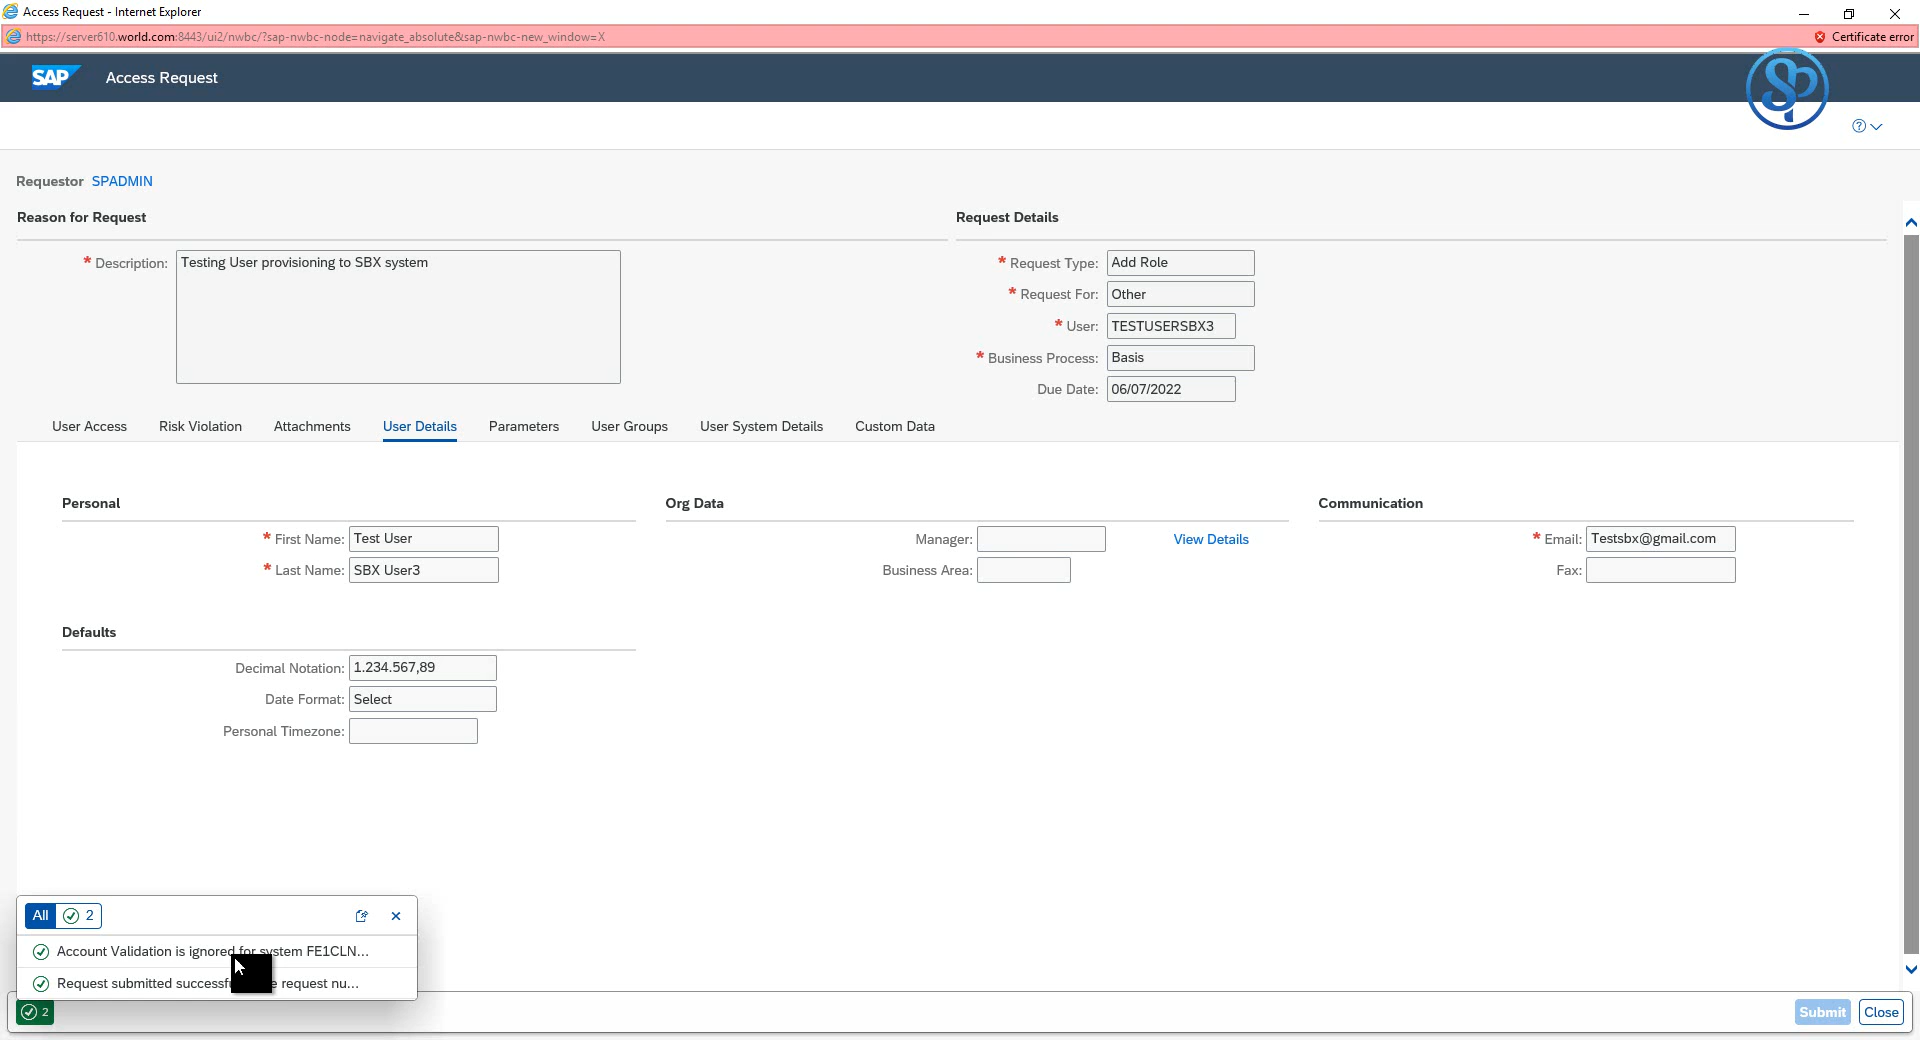 Access Request - Internet Explorer
https://server610.world.com:8443/ui2/nwbc/?sap-nwbc-node=navigate_absolute&sap-nwbc-new_window=X
Certificate error
SAP Access Request
Sp
Requestor SPADMIN
Reason for Request
* Description: Testing User provisioning to SBX system
Request Details
* Request Type: Add Role
* Request For: Other
* User: TESTUSERSBX3
* Business Process: Basis
Due Date: 06/07/2022
User Access Risk Violation Attachments User Details Parameters User Groups User System Details Custom Data
Personal
* First Name: Test User
* Last Name: SBX User3
Org Data
Manager: View Details
Business Area:
Communication
* Email: Testsbx@gmail.com
Fax:
Defaults
Decimal Notation: 1.234.567,89
Date Format: Select
Personal Timezone:
All 2
Account Validation is ignored for system FE1CLN...
Request submitted request nu...
2
Submit Close